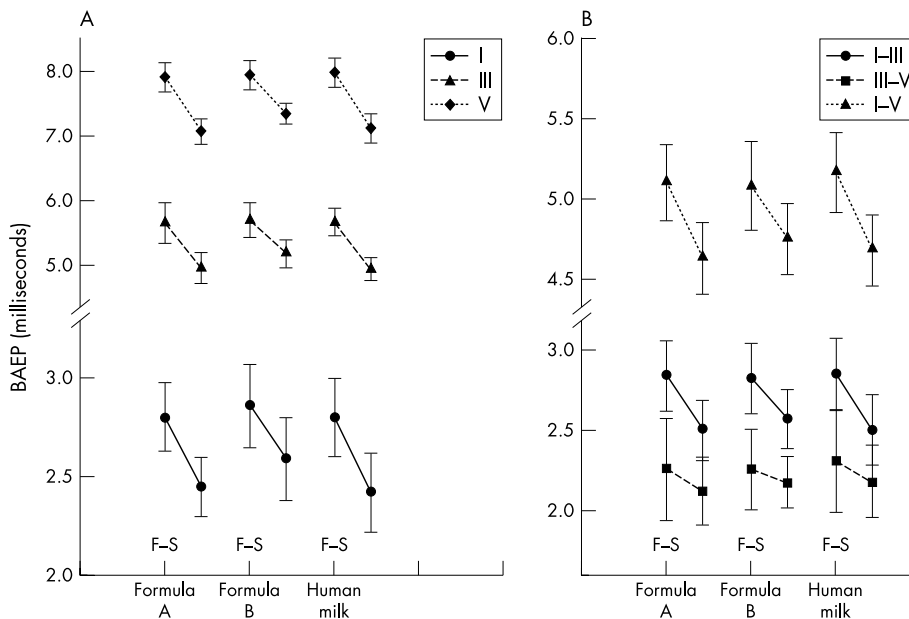 A
8.0
7.0
6.0
5.0
3.0
2.5
2.0
BAEP (milliseconds)
I
III
V
F–S F–S F–S
Formula A
Formula B
Human milk
B
6.0
5.5
5.0
4.5
3.0
2.5
2.0
I–III
III–V
I–V
F–S F–S F–S
Formula A
Formula B
Human milk